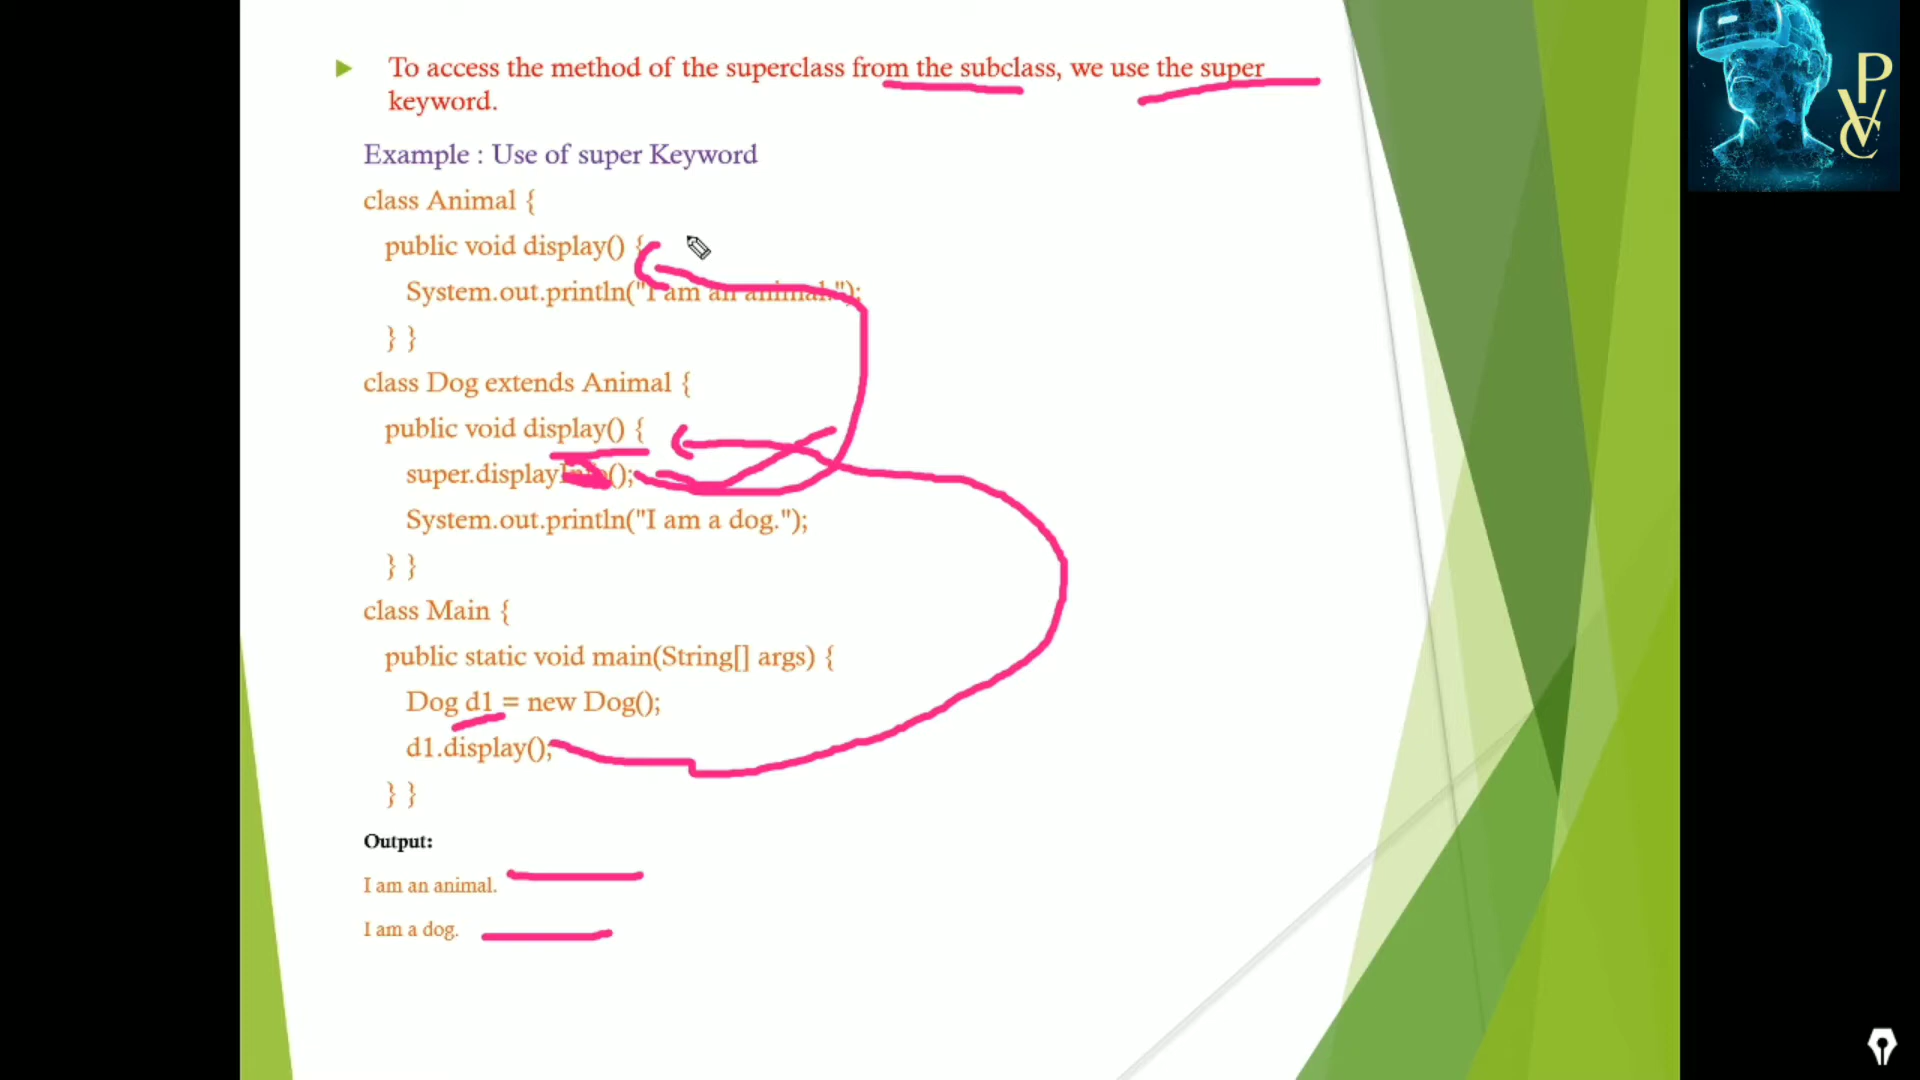 To access the method of the superclass from the subclass, we use the super
keyword.
Example : Use of super Keyword
class Animal {
public void display() {
System.out.println("I am an animal.");
} }
class Dog extends Animal {
public void display() {
super.displayInfo();
System.out.println("I am a dog.");
} }
class Main {
public static void main(String[] args) {
Dog d1 = new Dog();
d1.display();
} }
Output:
I am an animal.
I am a dog.
PVC